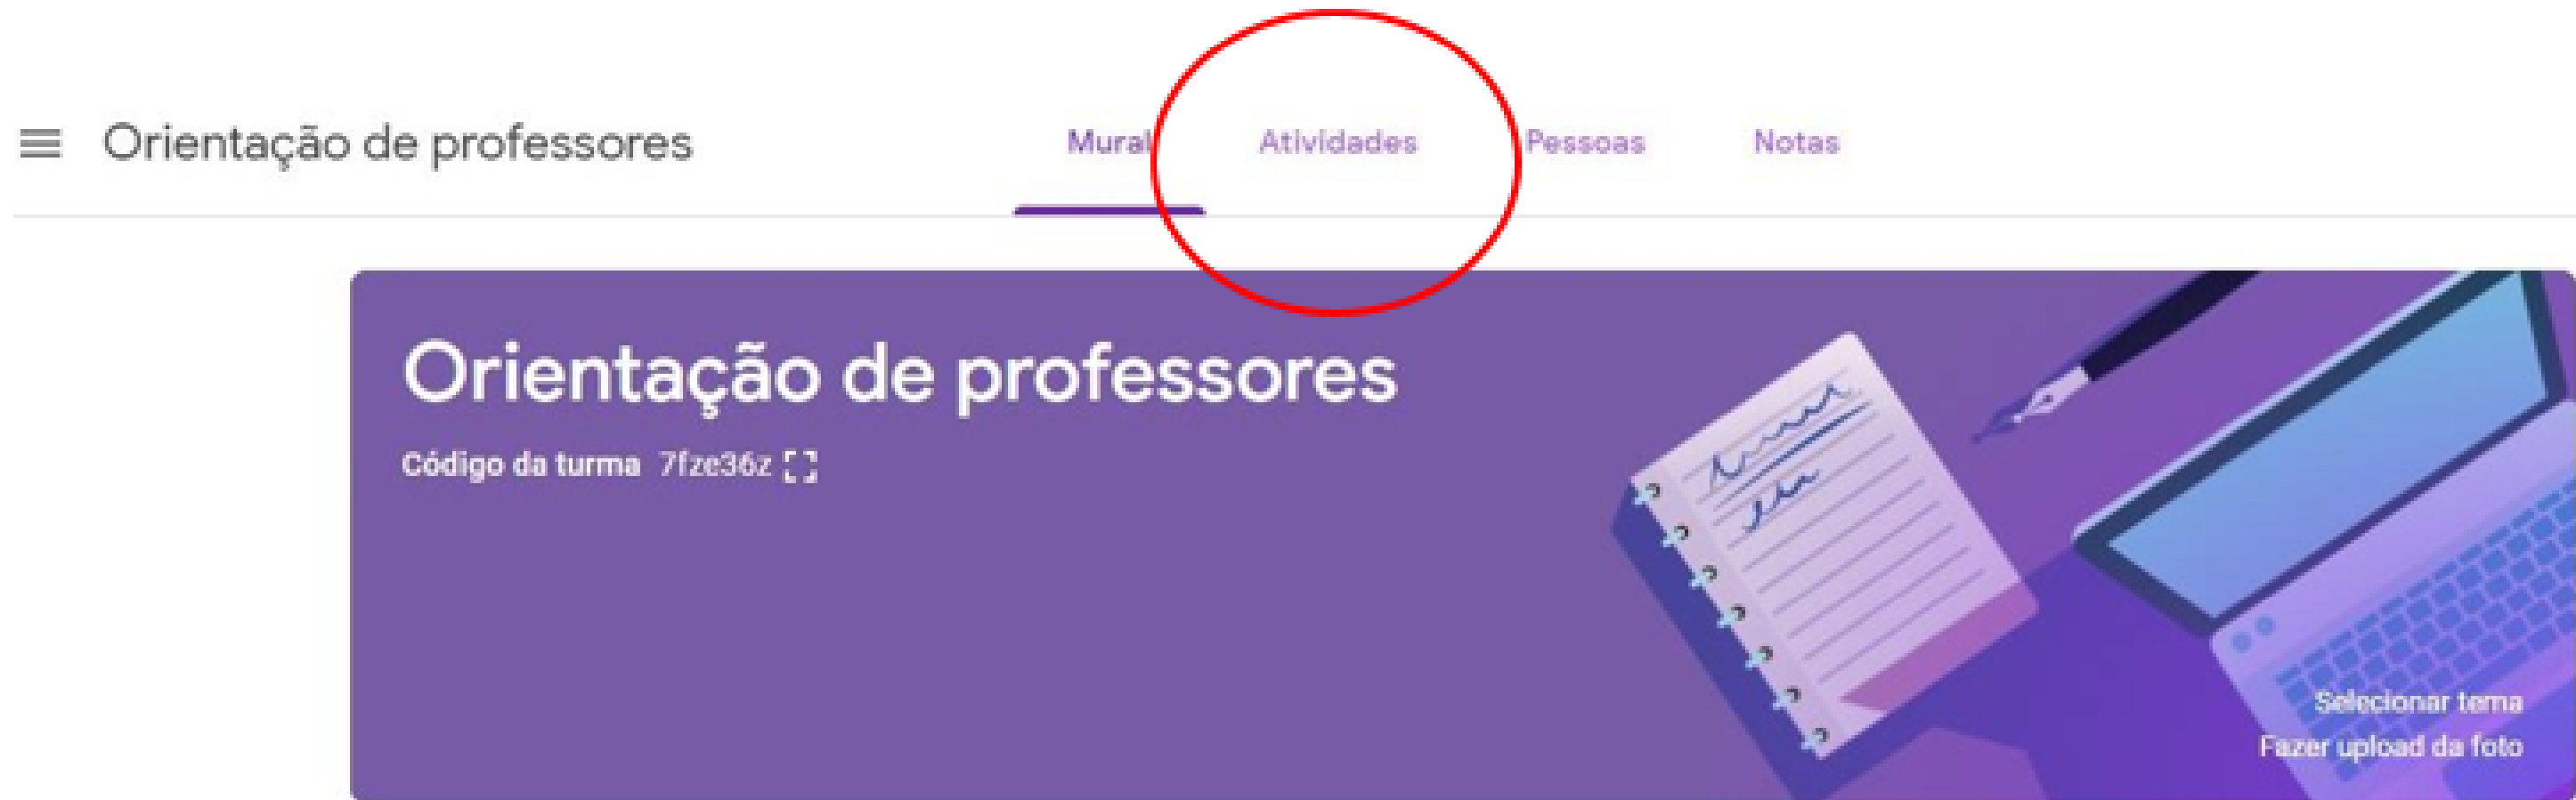 Orientação de professores
Mural Atividades Pessoas Notas
Orientação de professores
Código da turma 7fze36z
Selecionar tema
Fazer upload da foto